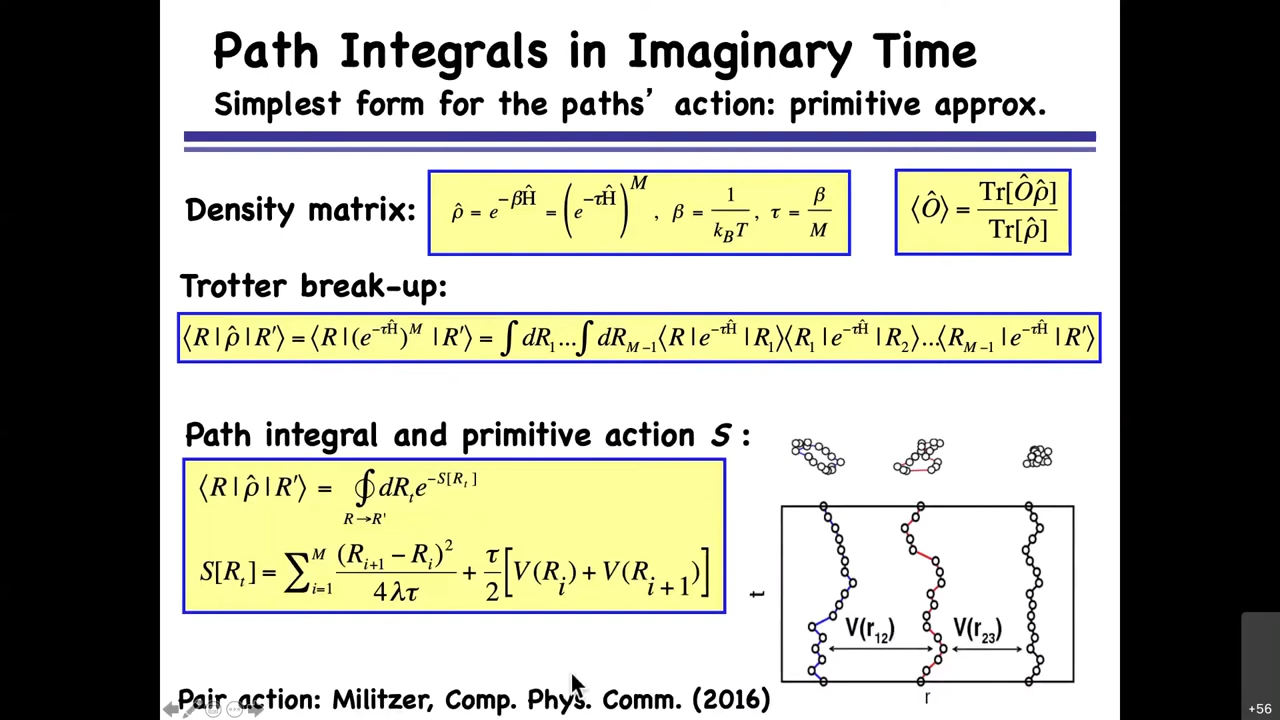 Path Integrals in Imaginary Time
Simplest form for the paths' action: primitive approx.
Density matrix:
ρ̂ = e^{-βĤ} = (e^{-τĤ})^M , β = 1/(k_B T), τ = β/M
⟨Ô⟩ = Tr[Ôρ̂]/Tr[ρ̂]
Trotter break-up:
⟨R | ρ̂ | R'⟩ = ⟨R | (e^{-τĤ})^M | R'⟩ = ∫ dR_1...∫ dR_{M-1} ⟨R | e^{-τĤ} | R_1⟩⟨R_1 | e^{-τĤ} | R_2⟩...⟨R_{M-1} | e^{-τĤ} | R'⟩
Path integral and primitive action S :
⟨R | ρ̂ | R'⟩ = ∮_{R→R'} dR_t e^{-S[R_t]}
S[R_t] = ∑_{i=1}^{M} (R_{i+1} − R_i)^2/(4λτ) + τ/2 [V(R_i) + V(R_{i+1})]
t
V(r_12)
V(r_23)
r
Pair action: Militzer, Comp. Phys. Comm. (2016)
+56